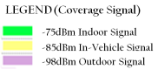 LEGEND (Coverage Signal)
-75dBm Indoor Signal
-85dBm In-Vehicle Signal
-98dBm Outdoor Signal